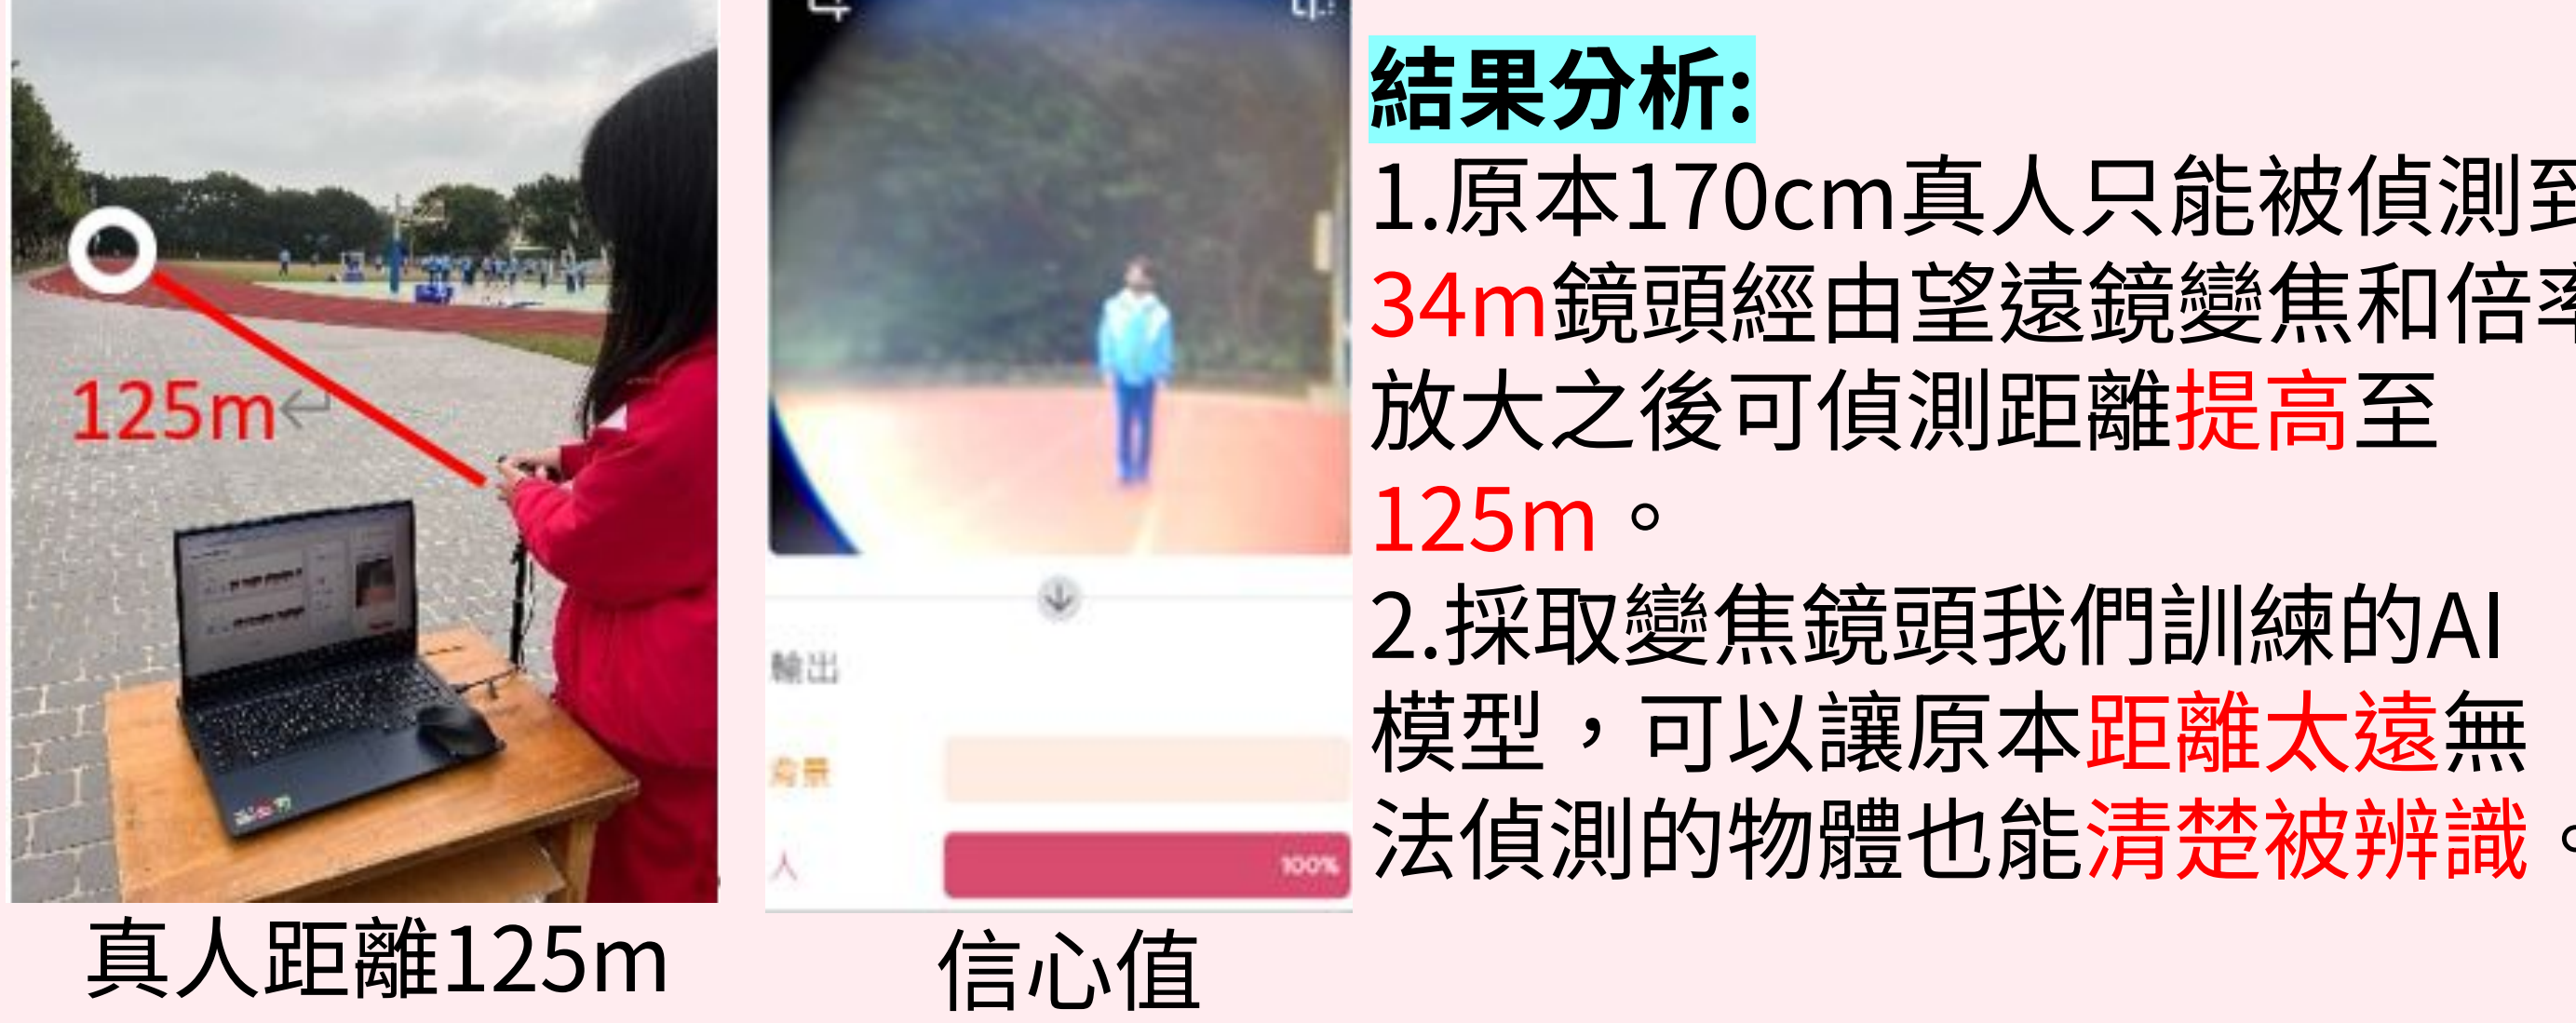 125m↵
真人距離125m
輸出
背景
人
100%
信心值
結果分析:
1.原本170cm真人只能被偵測到
34m鏡頭經由望遠鏡變焦和倍率
放大之後可偵測距離提高至
125m。
2.採取變焦鏡頭我們訓練的AI
模型，可以讓原本距離太遠無
法偵測的物體也能清楚被辨識。